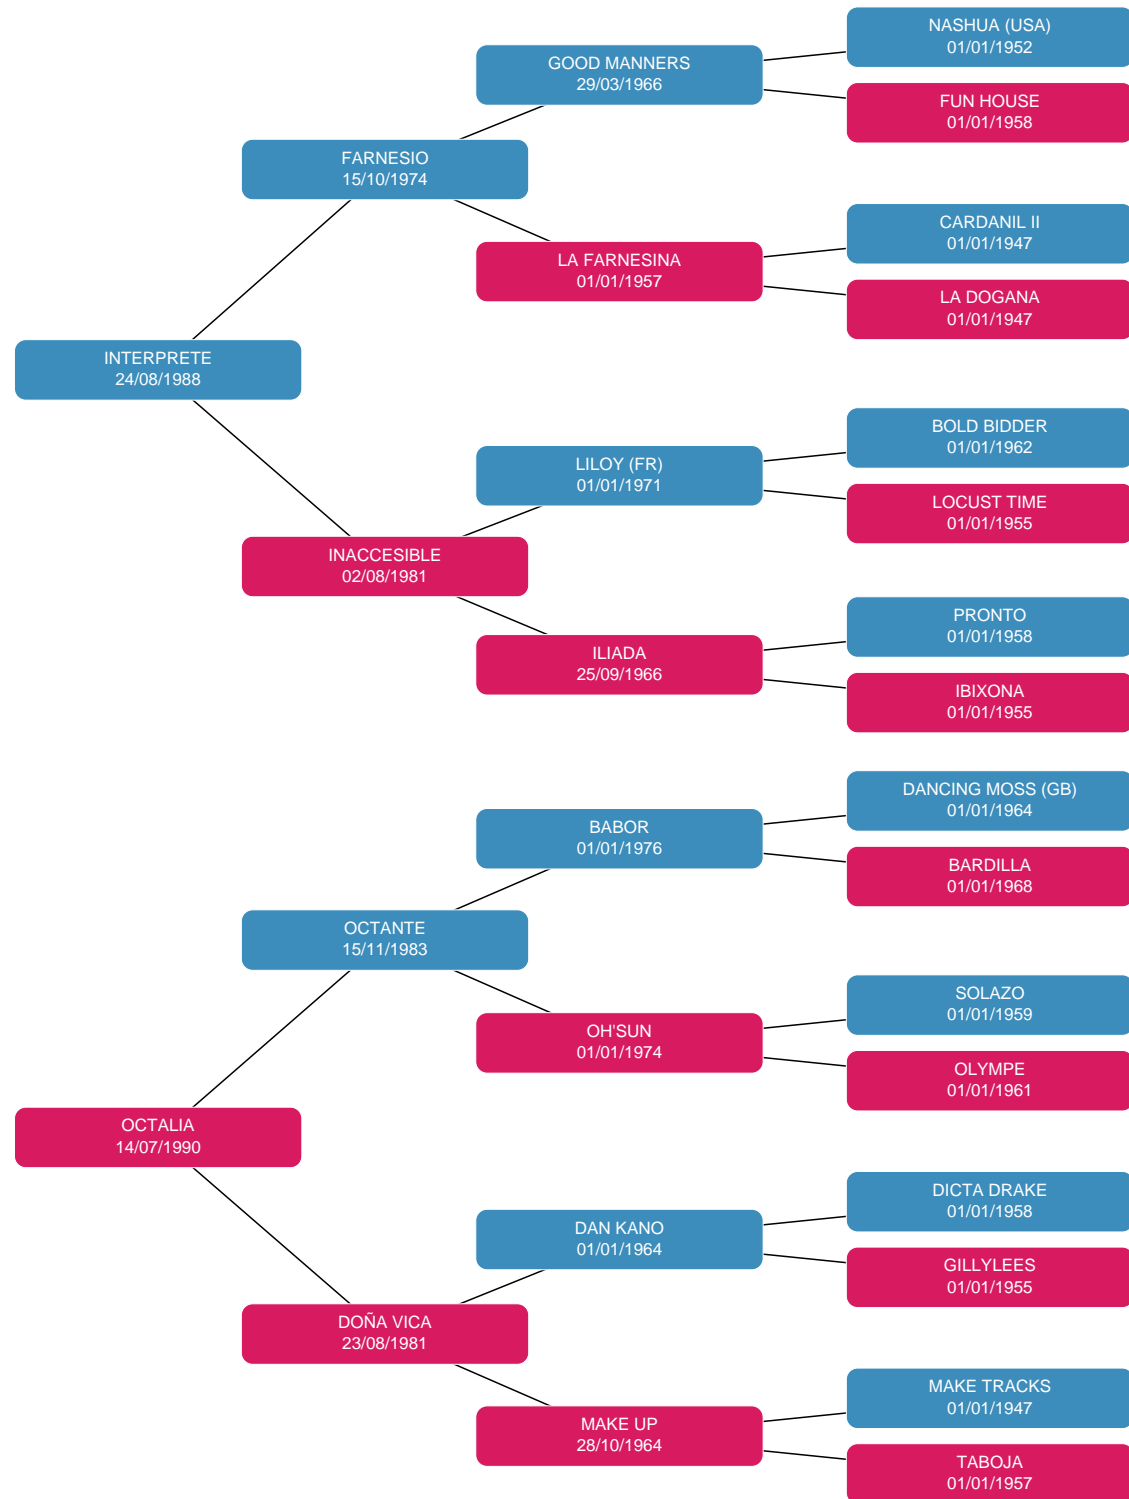 NASHUA (USA)
01/01/1952
GOOD MANNERS
29/03/1966
FUN HOUSE
01/01/1958
FARNESIO
15/10/1974
CARDANIL II
01/01/1947
LA FARNESINA
01/01/1957
LA DOGANA
01/01/1947
INTERPRETE
24/08/1988
BOLD BIDDER
01/01/1962
LILOY (FR)
01/01/1971
LOCUST TIME
01/01/1955
INACCESIBLE
02/08/1981
PRONTO
01/01/1958
ILIADA
25/09/1966
IBIXONA
01/01/1955
DANCING MOSS (GB)
01/01/1964
BABOR
01/01/1976
BARDILLA
01/01/1968
OCTANTE
15/11/1983
SOLAZO
01/01/1959
OH'SUN
01/01/1974
OLYMPE
01/01/1961
OCTALIA
14/07/1990
DICTA DRAKE
01/01/1958
DAN KANO
01/01/1964
GILLYLEES
01/01/1955
DOÑA VICA
23/08/1981
MAKE TRACKS
01/01/1947
MAKE UP
28/10/1964
TABOJA
01/01/1957